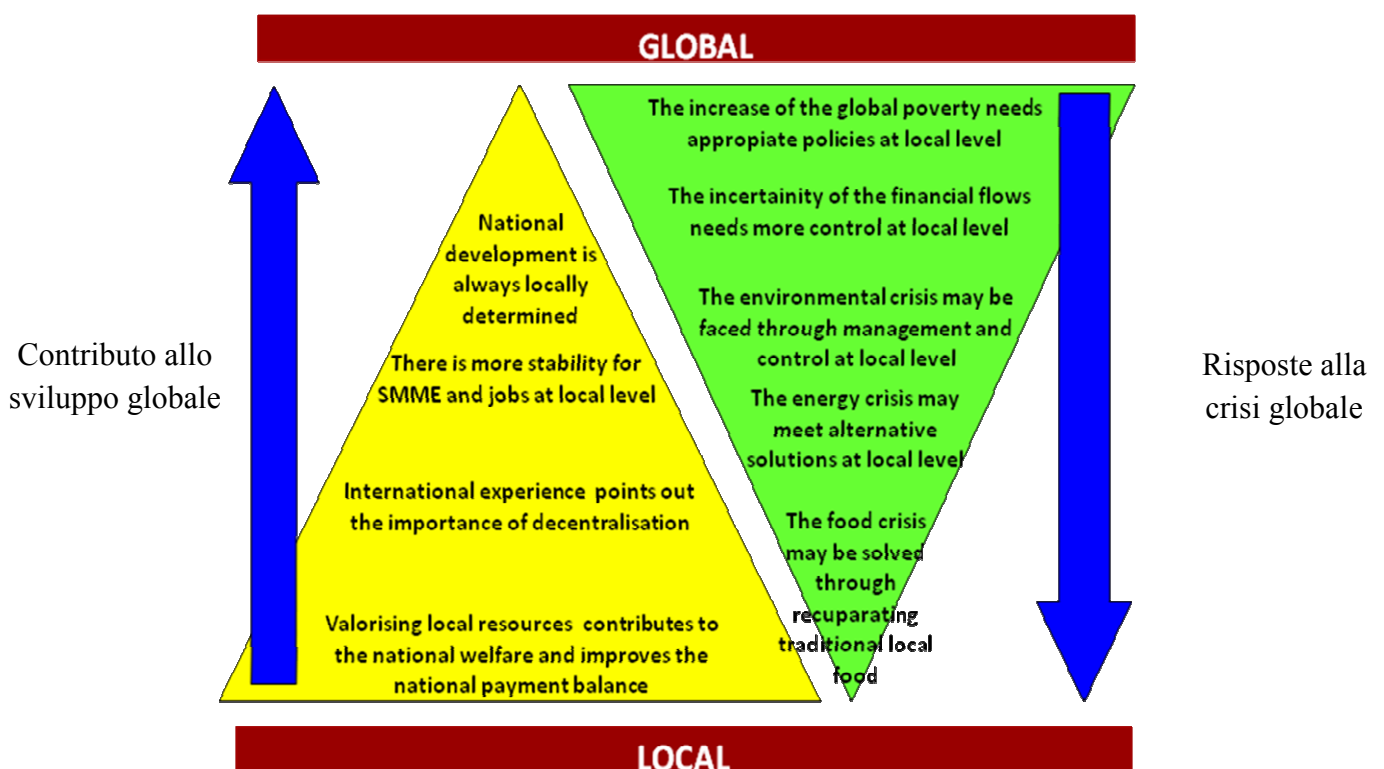 GLOBAL
Contributo allo
sviluppo globale
National
development is
always locally
determined
There is more stability for
SMME and jobs at local level
International experience points out
the importance of decentralisation
Valorising local resources contributes to
the national welfare and improves the
national payment balance
The increase of the global poverty needs
appropiate policies at local level
The incertainity of the financial flows
needs more control at local level
The environmental crisis may be
faced through management and
control at local level
The energy crisis may
meet alternative
solutions at local level
The food crisis
may be solved
through
recuparating
traditional local
food
Risposte alla
crisi globale
LOCAL